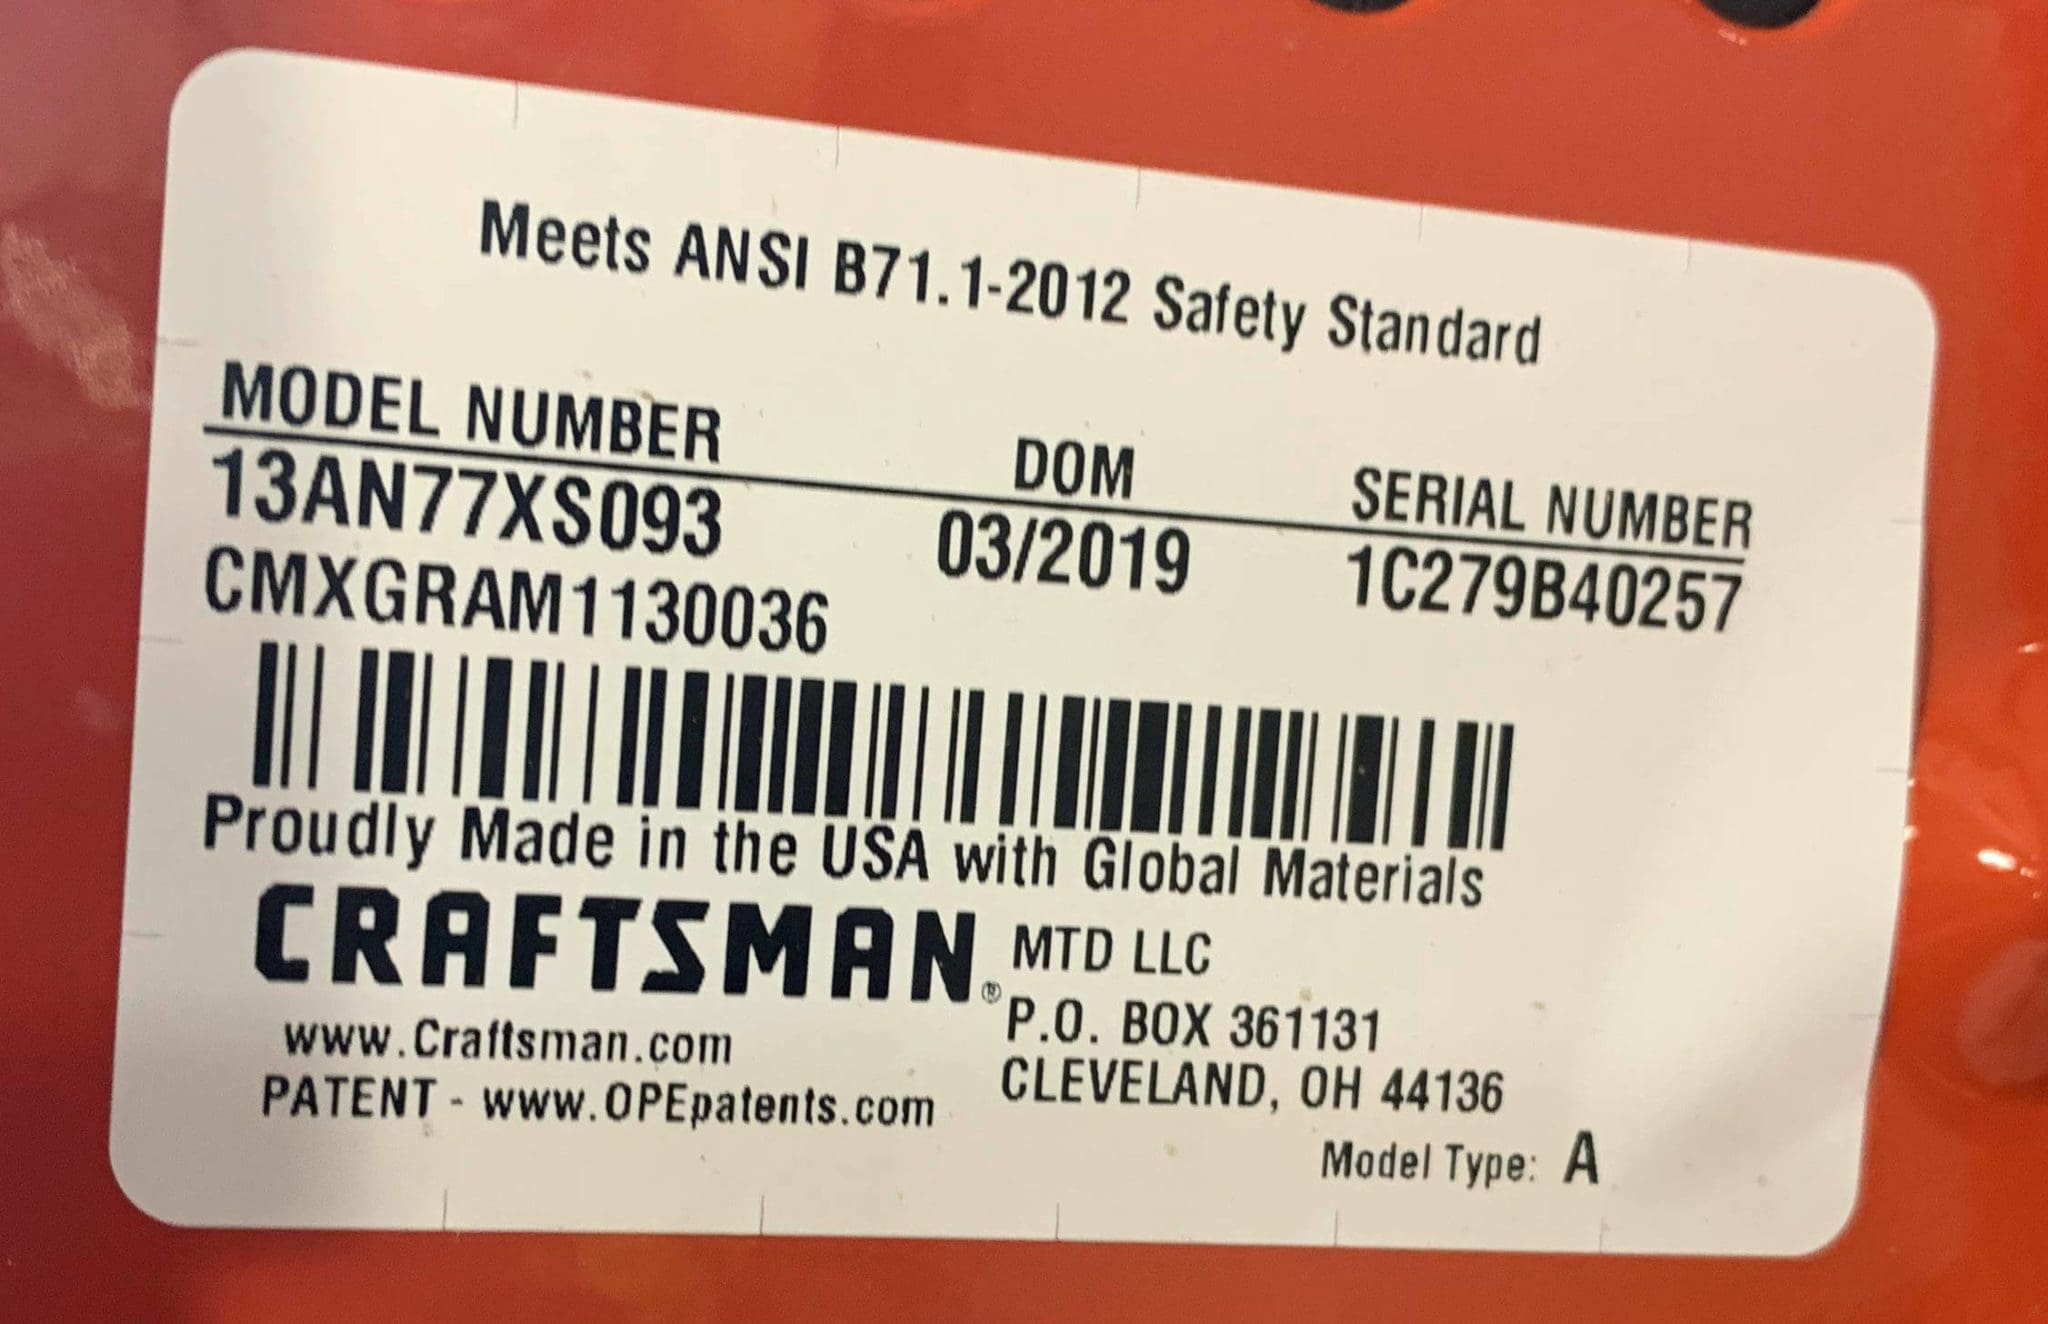 Meets ANSI B71.1-2012 Safety Standard
MODEL NUMBER DOM SERIAL NUMBER
13AN77XS093 03/2019 1C279B40257
CMXGRAM1130036
Proudly Made in the USA with Global Materials
CRAFTSMAN® MTD LLC
P.O. BOX 361131
www.Craftsman.com
CLEVELAND, OH 44136
PATENT - www.OPEpatents.com
Model Type: A